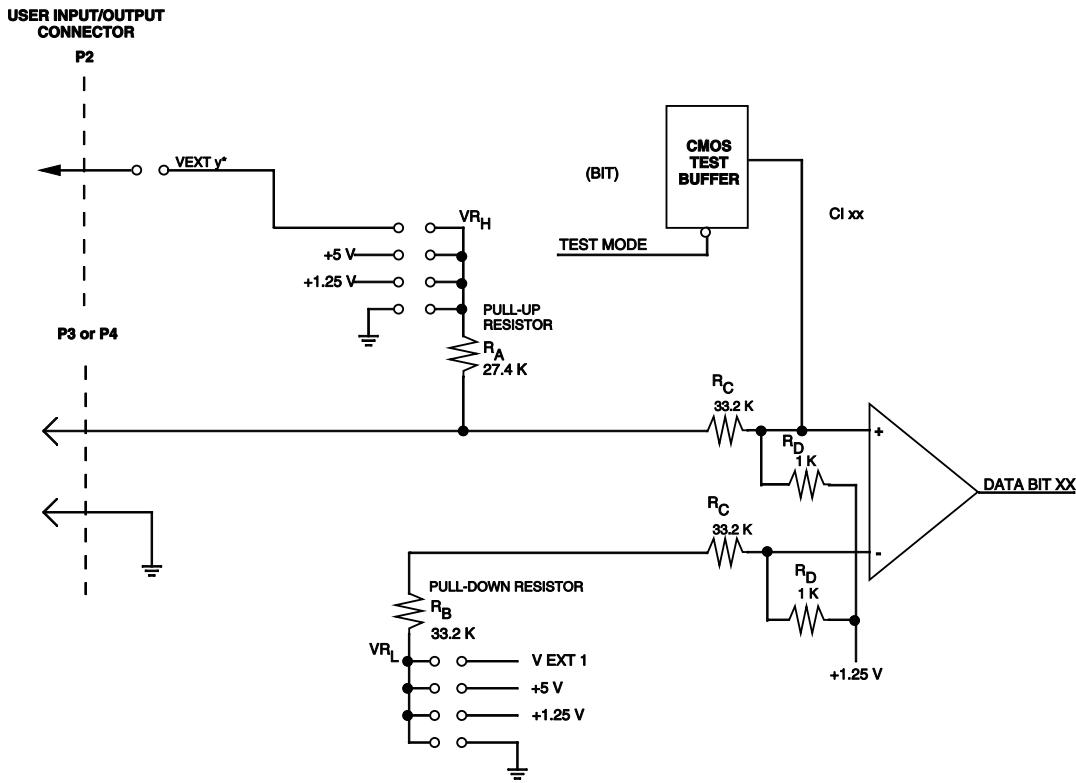 USER INPUT/OUTPUT
CONNECTOR
P2
VEXT y*
(BIT)
CMOS
TEST
BUFFER
CI xx
TEST MODE
VRH
+5 V
+1.25 V
PULL-UP
RESISTOR
RA
27.4 K
P3 or P4
RC
33.2 K
+
RD
1 K
DATA BIT XX
RC
33.2 K
-
RD
1 K
+1.25 V
PULL-DOWN RESISTOR
RB
33.2 K
VRL
V EXT 1
+5 V
+1.25 V